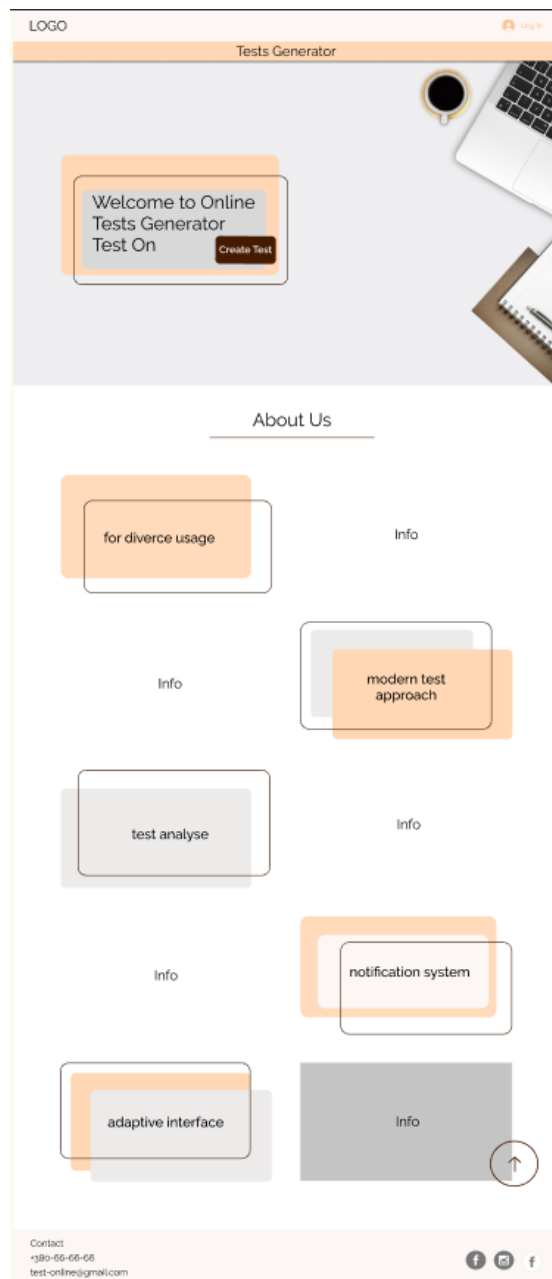 LOGO
Log In
Tests Generator
Welcome to Online
Tests Generator
Test On
Create Test
About Us
for diverce usage
Info
Info
modern test
approach
test analyse
Info
Info
notification system
adaptive interface
Info
Contact
+380-66-66-66
test-online@gmail.com